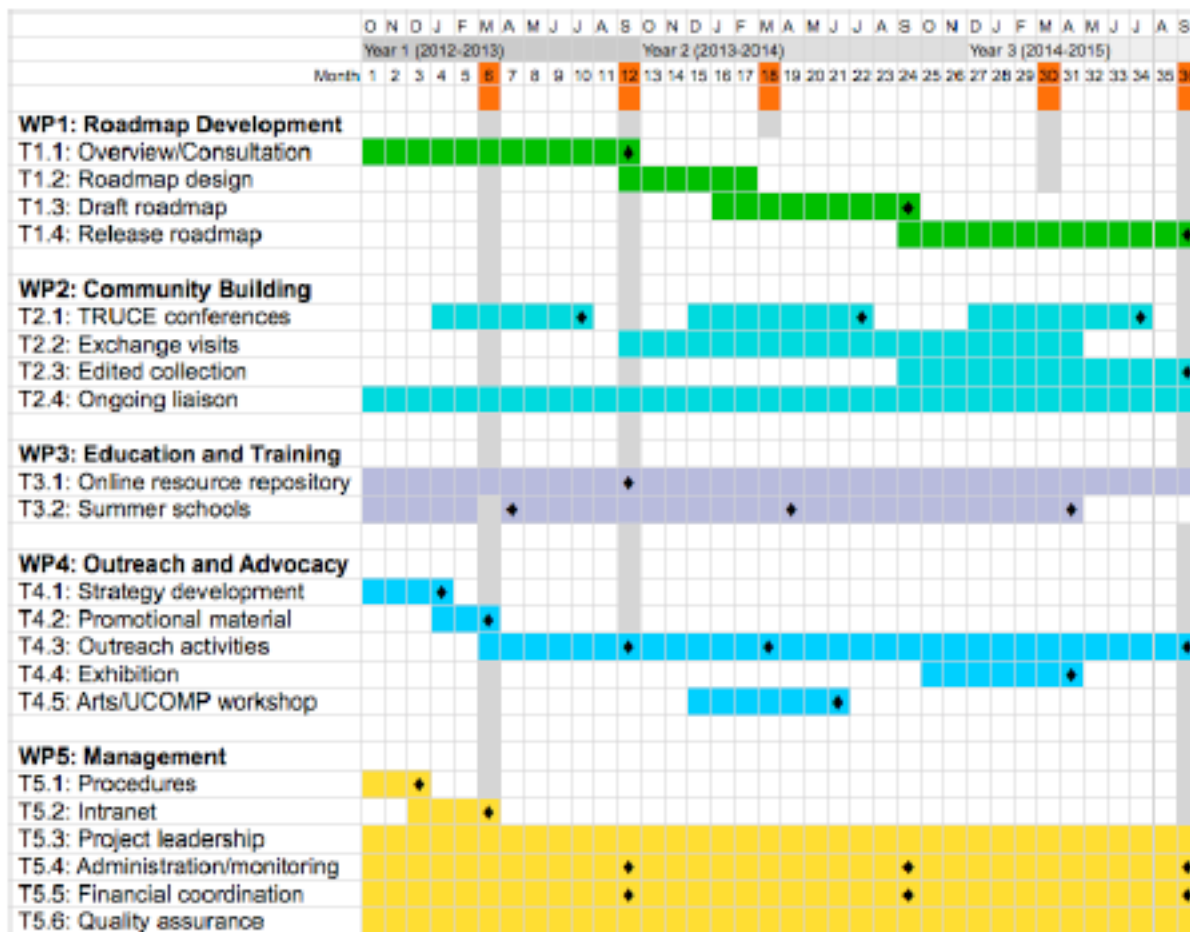 O N D J F M A M J J A S O N D J F M A M J J A S O N D J F M A M J J A S
Year 1 (2012-2013) Year 2 (2013-2014) Year 3 (2014-2015)
Month 1 2 3 4 5 6 7 8 9 10 11 12 13 14 15 16 17 18 19 20 21 22 23 24 25 26 27 28 29 30 31 32 33 34 35 36
WP1: Roadmap Development
T1.1: Overview/Consultation
T1.2: Roadmap design
T1.3: Draft roadmap
T1.4: Release roadmap
WP2: Community Building
T2.1: TRUCE conferences
T2.2: Exchange visits
T2.3: Edited collection
T2.4: Ongoing liaison
WP3: Education and Training
T3.1: Online resource repository
T3.2: Summer schools
WP4: Outreach and Advocacy
T4.1: Strategy development
T4.2: Promotional material
T4.3: Outreach activities
T4.4: Exhibition
T4.5: Arts/UCOMP workshop
WP5: Management
T5.1: Procedures
T5.2: Intranet
T5.3: Project leadership
T5.4: Administration/monitoring
T5.5: Financial coordination
T5.6: Quality assurance